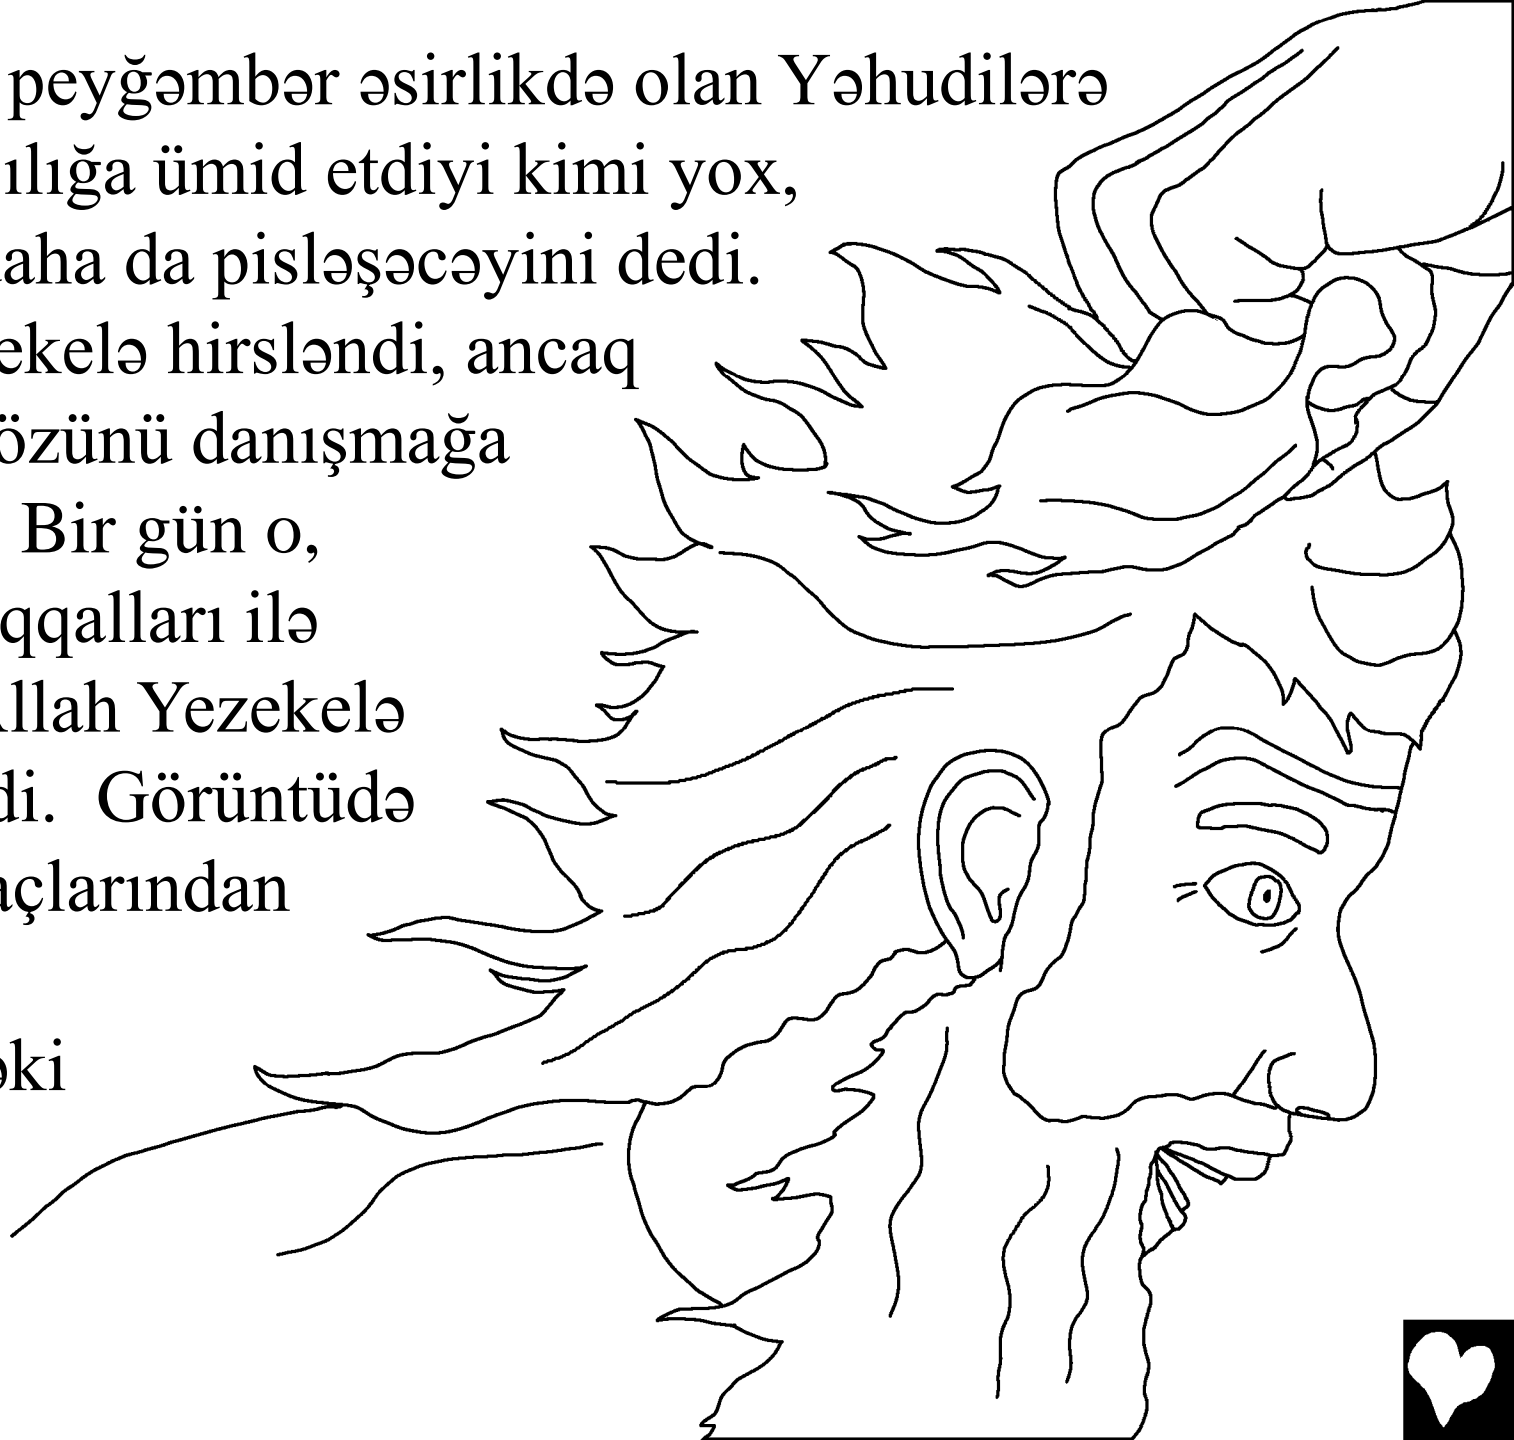 peyğəmbər əsirlikdə olan Yəhudilərə
ılığa ümid etdiyi kimi yox,
aha da pisləşəcəyini dedi.
ekelə hirsləndi, ancaq
özünü danışmağa
Bir gün o,
qqalları ilə
Allah Yezekelə
di. Görüntüdə
açlarından
əki